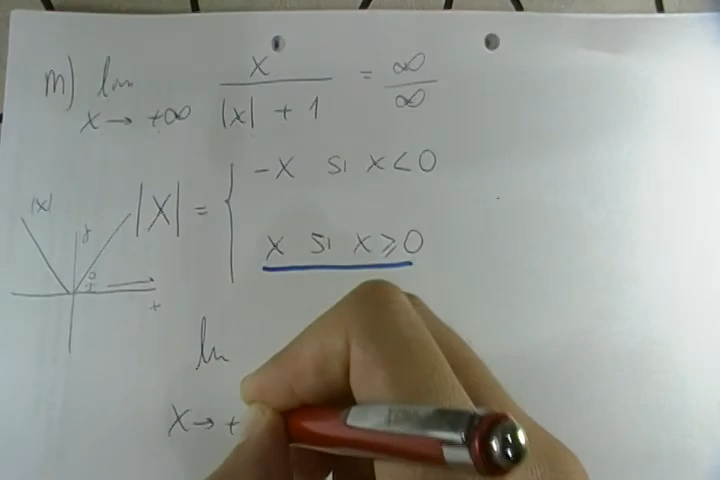 m) lim x / (|x| + 1) = ∞ / ∞
x → +∞
|x| = { -x si x < 0
x si x ⩾ 0
|x|
y
x
lim
x → +